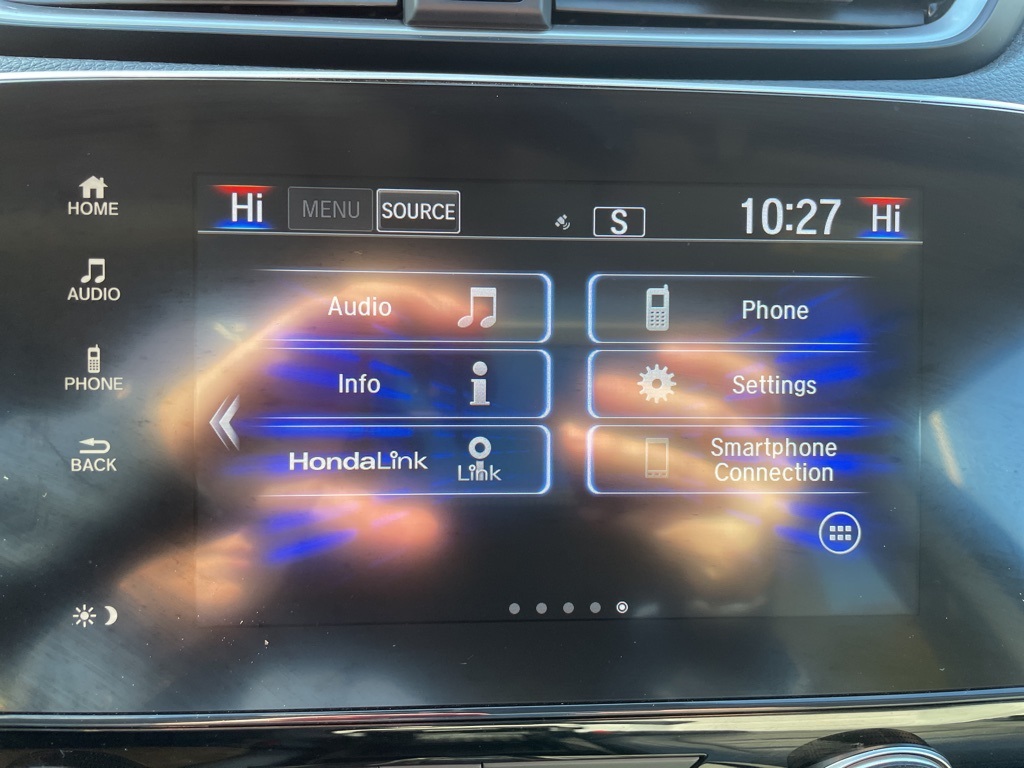 HOME
AUDIO
PHONE
BACK
Hi MENU SOURCE S 10:27 Hi
Audio Phone
Info Settings
HondaLink Link Smartphone
Connection